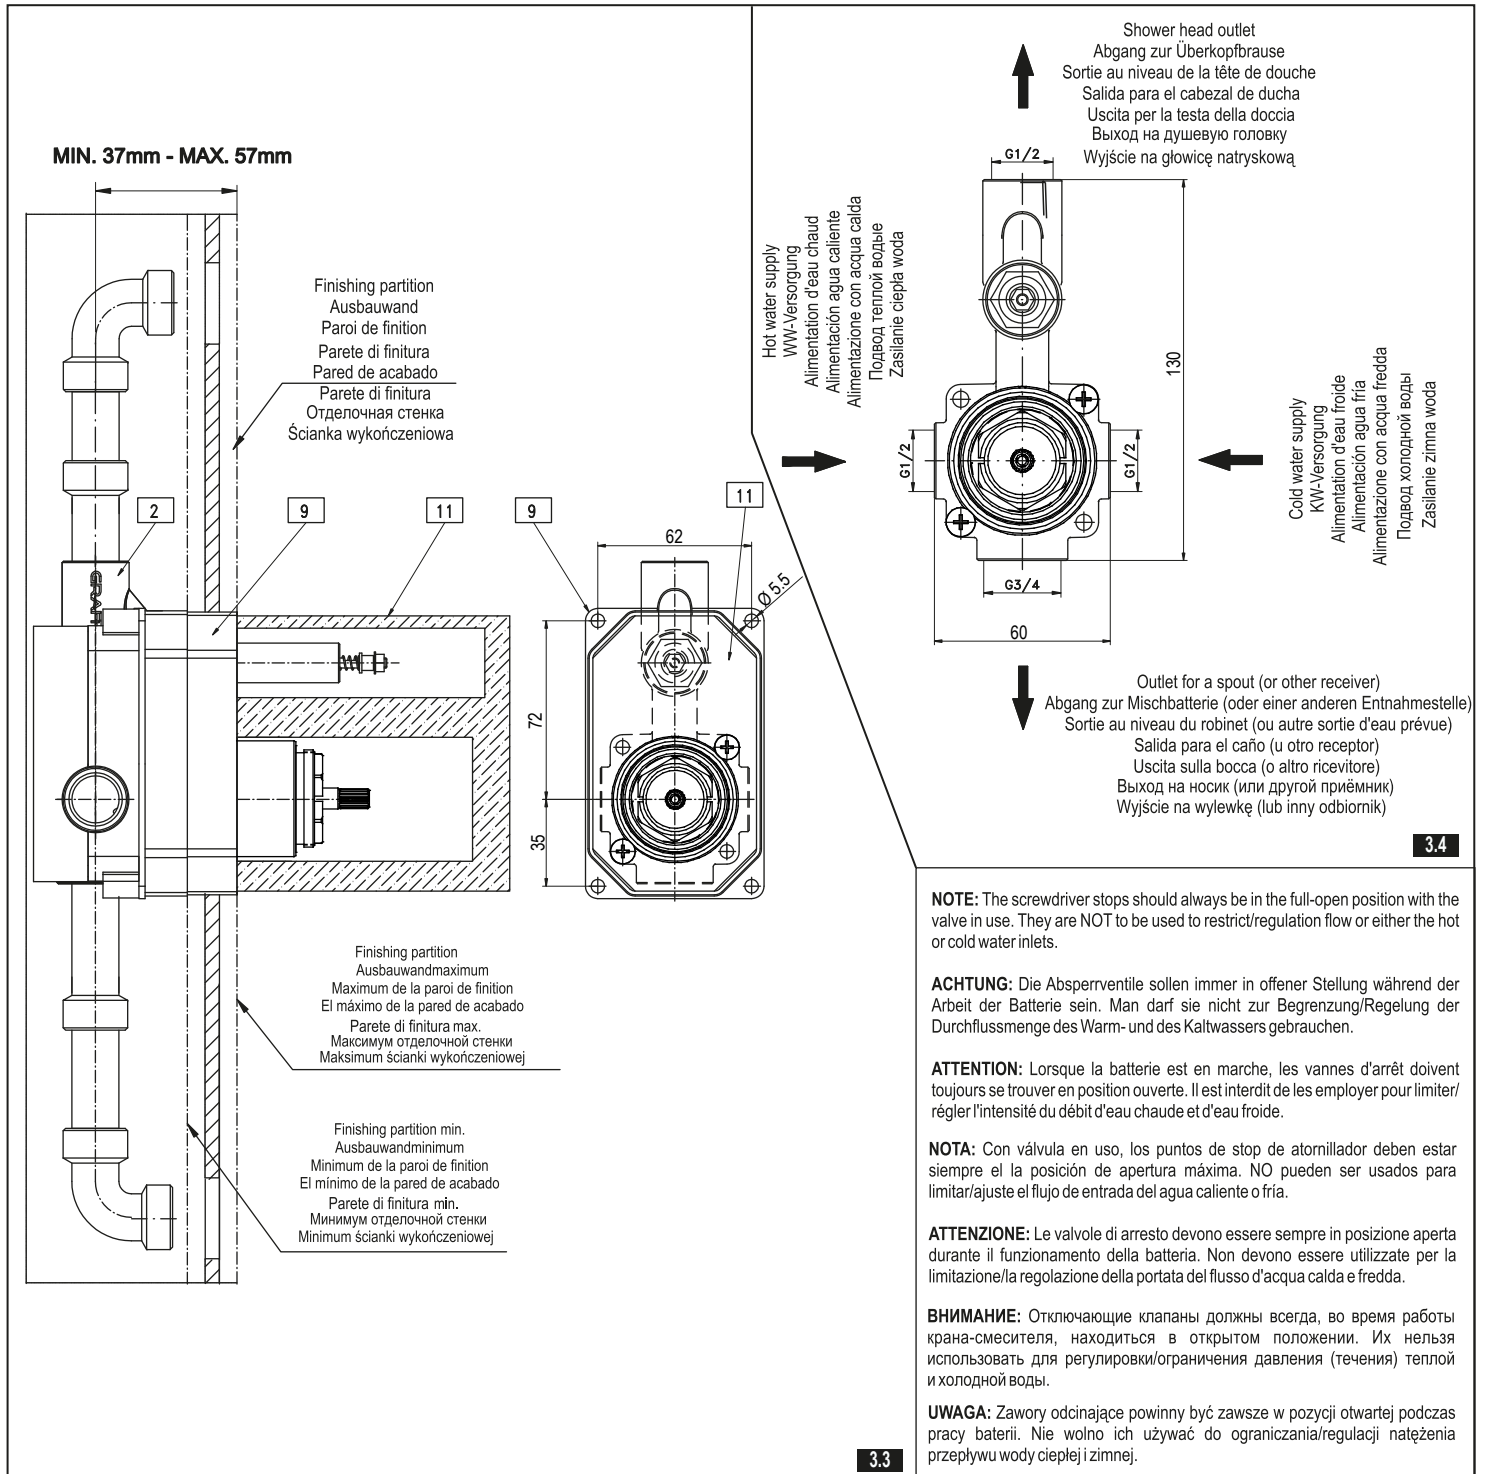 MIN. 37mm - MAX. 57mm
Finishing partition
Ausbauwand
Paroi de finition
Parete di finitura
Pared de acabado
Parete di finitura
Отделочная стенка
Ścianka wykończeniowa
2
9
11
9
11
62
Ø 5.5
72
35
Finishing partition
Ausbauwandmaximum
Maximum de la paroi de finition
El máximo de la pared de acabado
Parete di finitura max.
Максимум отделочной стенки
Maksimum ścianki wykończeniowej
Finishing partition min.
Ausbauwandminimum
Minimum de la paroi de finition
El mínimo de la pared de acabado
Parete di finitura min.
Минимум отделочной стенки
Minimum ścianki wykończeniowej
3.3
Shower head outlet
Abgang zur Überkopfbrause
Sortie au niveau de la tête de douche
Salida para el cabezal de ducha
Uscita per la testa della doccia
Выход на душевую головку
Wyjście na głowicę natryskową
G1/2
Hot water supply
WW-Versorgung
Alimentation d'eau chaud
Alimentación agua caliente
Alimentazione con acqua calda
Подвод теплой водые
Zasilanie ciepła woda
130
G1/2
G1/2
Cold water supply
KW-Versorgung
Alimentation d'eau froide
Alimentación agua fría
Alimentazione con acqua fredda
Подвод холодной воды
Zasilanie zimna woda
G3/4
60
Outlet for a spout (or other receiver)
Abgang zur Mischbatterie (oder einer anderen Entnahmestelle)
Sortie au niveau du robinet (ou autre sortie d'eau prévue)
Salida para el caño (u otro receptor)
Uscita sulla bocca (o altro ricevitore)
Выход на носик (или другой приёмник)
Wyjście na wylewkę (lub inny odbiornik)
3.4
NOTE: The screwdriver stops should always be in the full-open position with the
valve in use. They are NOT to be used to restrict/regulation flow or either the hot
or cold water inlets.
ACHTUNG: Die Absperrventile sollen immer in offener Stellung während der
Arbeit der Batterie sein. Man darf sie nicht zur Begrenzung/Regelung der
Durchflussmenge des Warm- und des Kaltwassers gebrauchen.
ATTENTION: Lorsque la batterie est en marche, les vannes d'arrêt doivent
toujours se trouver en position ouverte. Il est interdit de les employer pour limiter/
régler l'intensité du débit d'eau chaude et d'eau froide.
NOTA: Con válvula en uso, los puntos de stop de atornillador deben estar
siempre el la posición de apertura máxima. NO pueden ser usados para
limitar/ajuste el flujo de entrada del agua caliente o fría.
ATTENZIONE: Le valvole di arresto devono essere sempre in posizione aperta
durante il funzionamento della batteria. Non devono essere utilizzate per la
limitazione/la regolazione della portata del flusso d'acqua calda e fredda.
ВНИМАНИЕ: Отключающие клапаны должны всегда, во время работы
крана-смесителя, находиться в открытом положении. Их нельзя
использовать для регулировки/ограничения давления (течения) теплой
и холодной воды.
UWAGA: Zawory odcinające powinny być zawsze w pozycji otwartej podczas
pracy baterii. Nie wolno ich używać do ograniczania/regulacji natężenia
przepływu wody ciepłej i zimnej.